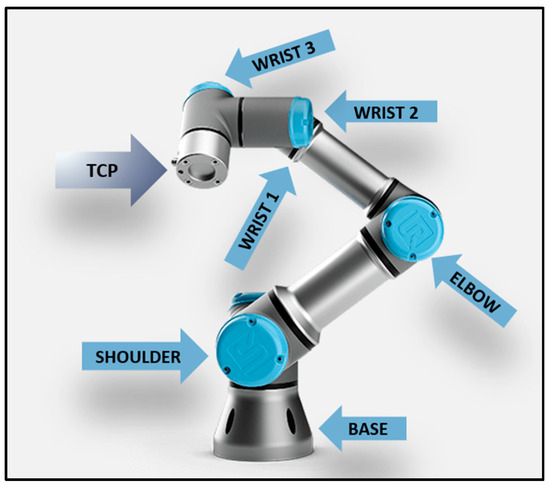 WRIST 3
WRIST 2
TCP
WRIST 1
ELBOW
SHOULDER
BASE